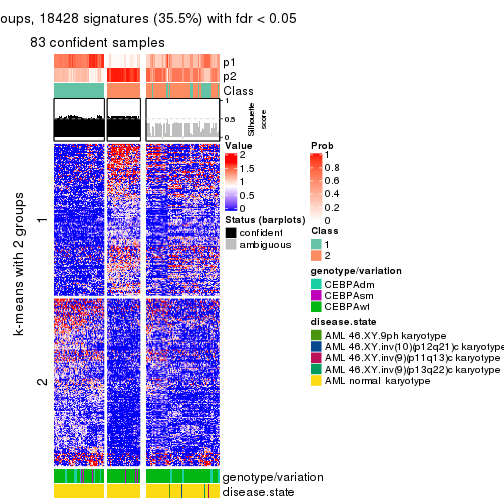 oups, 18428 signatures (35.5%) with fdr < 0.05
83 confident samples
p1
p2
Class
1
0.5
0
Silhouette
score
Value
2
1.5
1
0.5
0
Status (barplots)
confident
ambiguous
Prob
1
0.8
0.6
0.4
0.2
0
Class
1
2
genotype/variation
CEBPAdm
CEBPAsm
CEBPAwt
disease.state
AML 46.XY.9ph karyotype
AML 46.XY.inv(10)(p12q21)c karyotype
AML 46.XY.inv(9)(p11q13)c karyotype
AML 46.XY.inv(9)(p13q22)c karyotype
AML normal karyotype
k-means with 2 groups
1
2
genotype/variation
disease.state